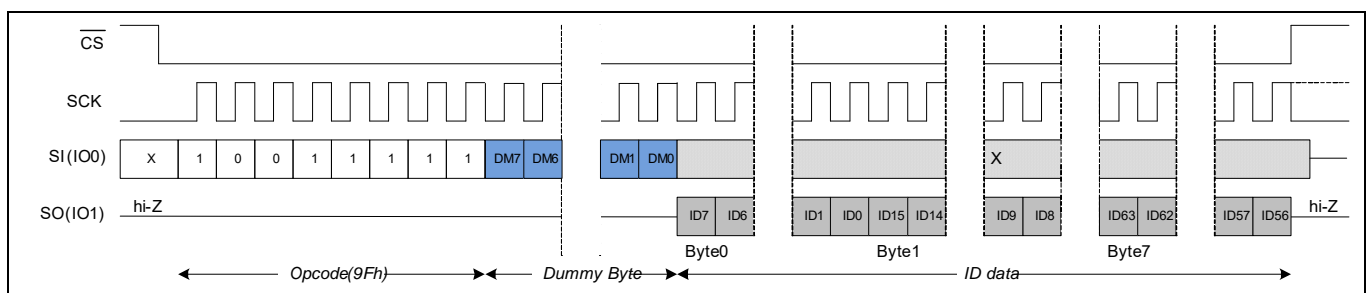 CS
SCK
SI(IO0) X 1 0 0 1 1 1 1 1 DM7 DM6 DM1 DM0 X
SO(IO1) hi-Z ID7 ID6 ID1 ID0 ID15 ID14 ID9 ID8 ID63 ID62 ID57 ID56 hi-Z
Byte0 Byte1 Byte7
Opcode(9Fh) Dummy Byte ID data